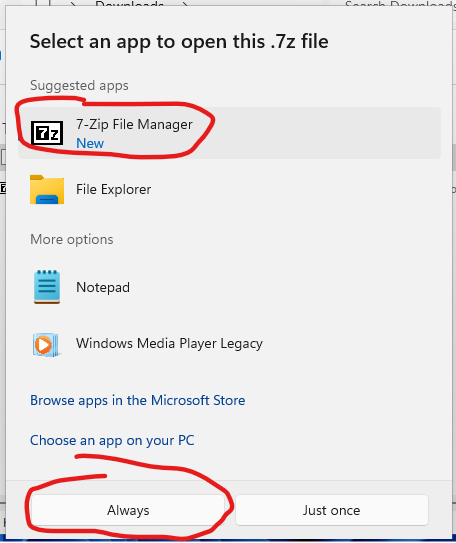 Downloads
Search Downloads
Select an app to open this .7z file
Suggested apps
7z
7-Zip File Manager
New
File Explorer
More options
Notepad
Windows Media Player Legacy
Browse apps in the Microsoft Store
Choose an app on your PC
Always
Just once